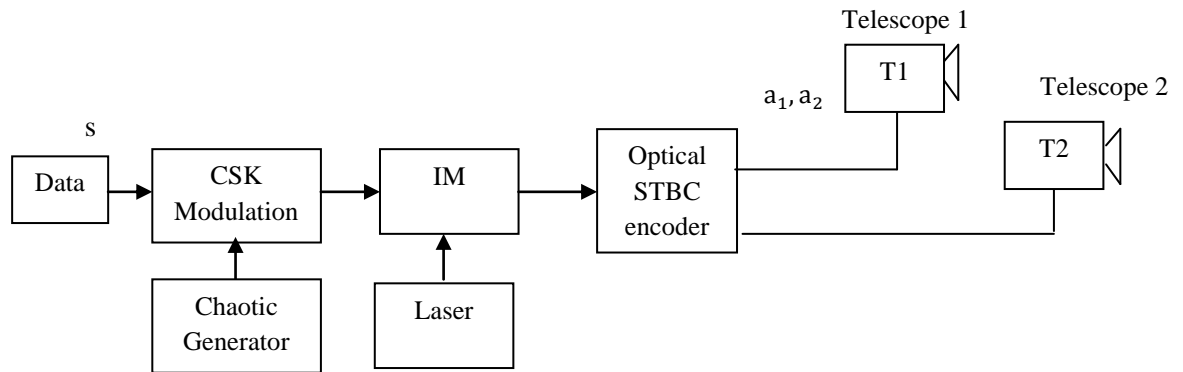 Telescope 1
T1
a₁, a₂
Telescope 2
T2
s
Data
CSK
Modulation
IM
Optical
STBC
encoder
Chaotic
Generator
Laser